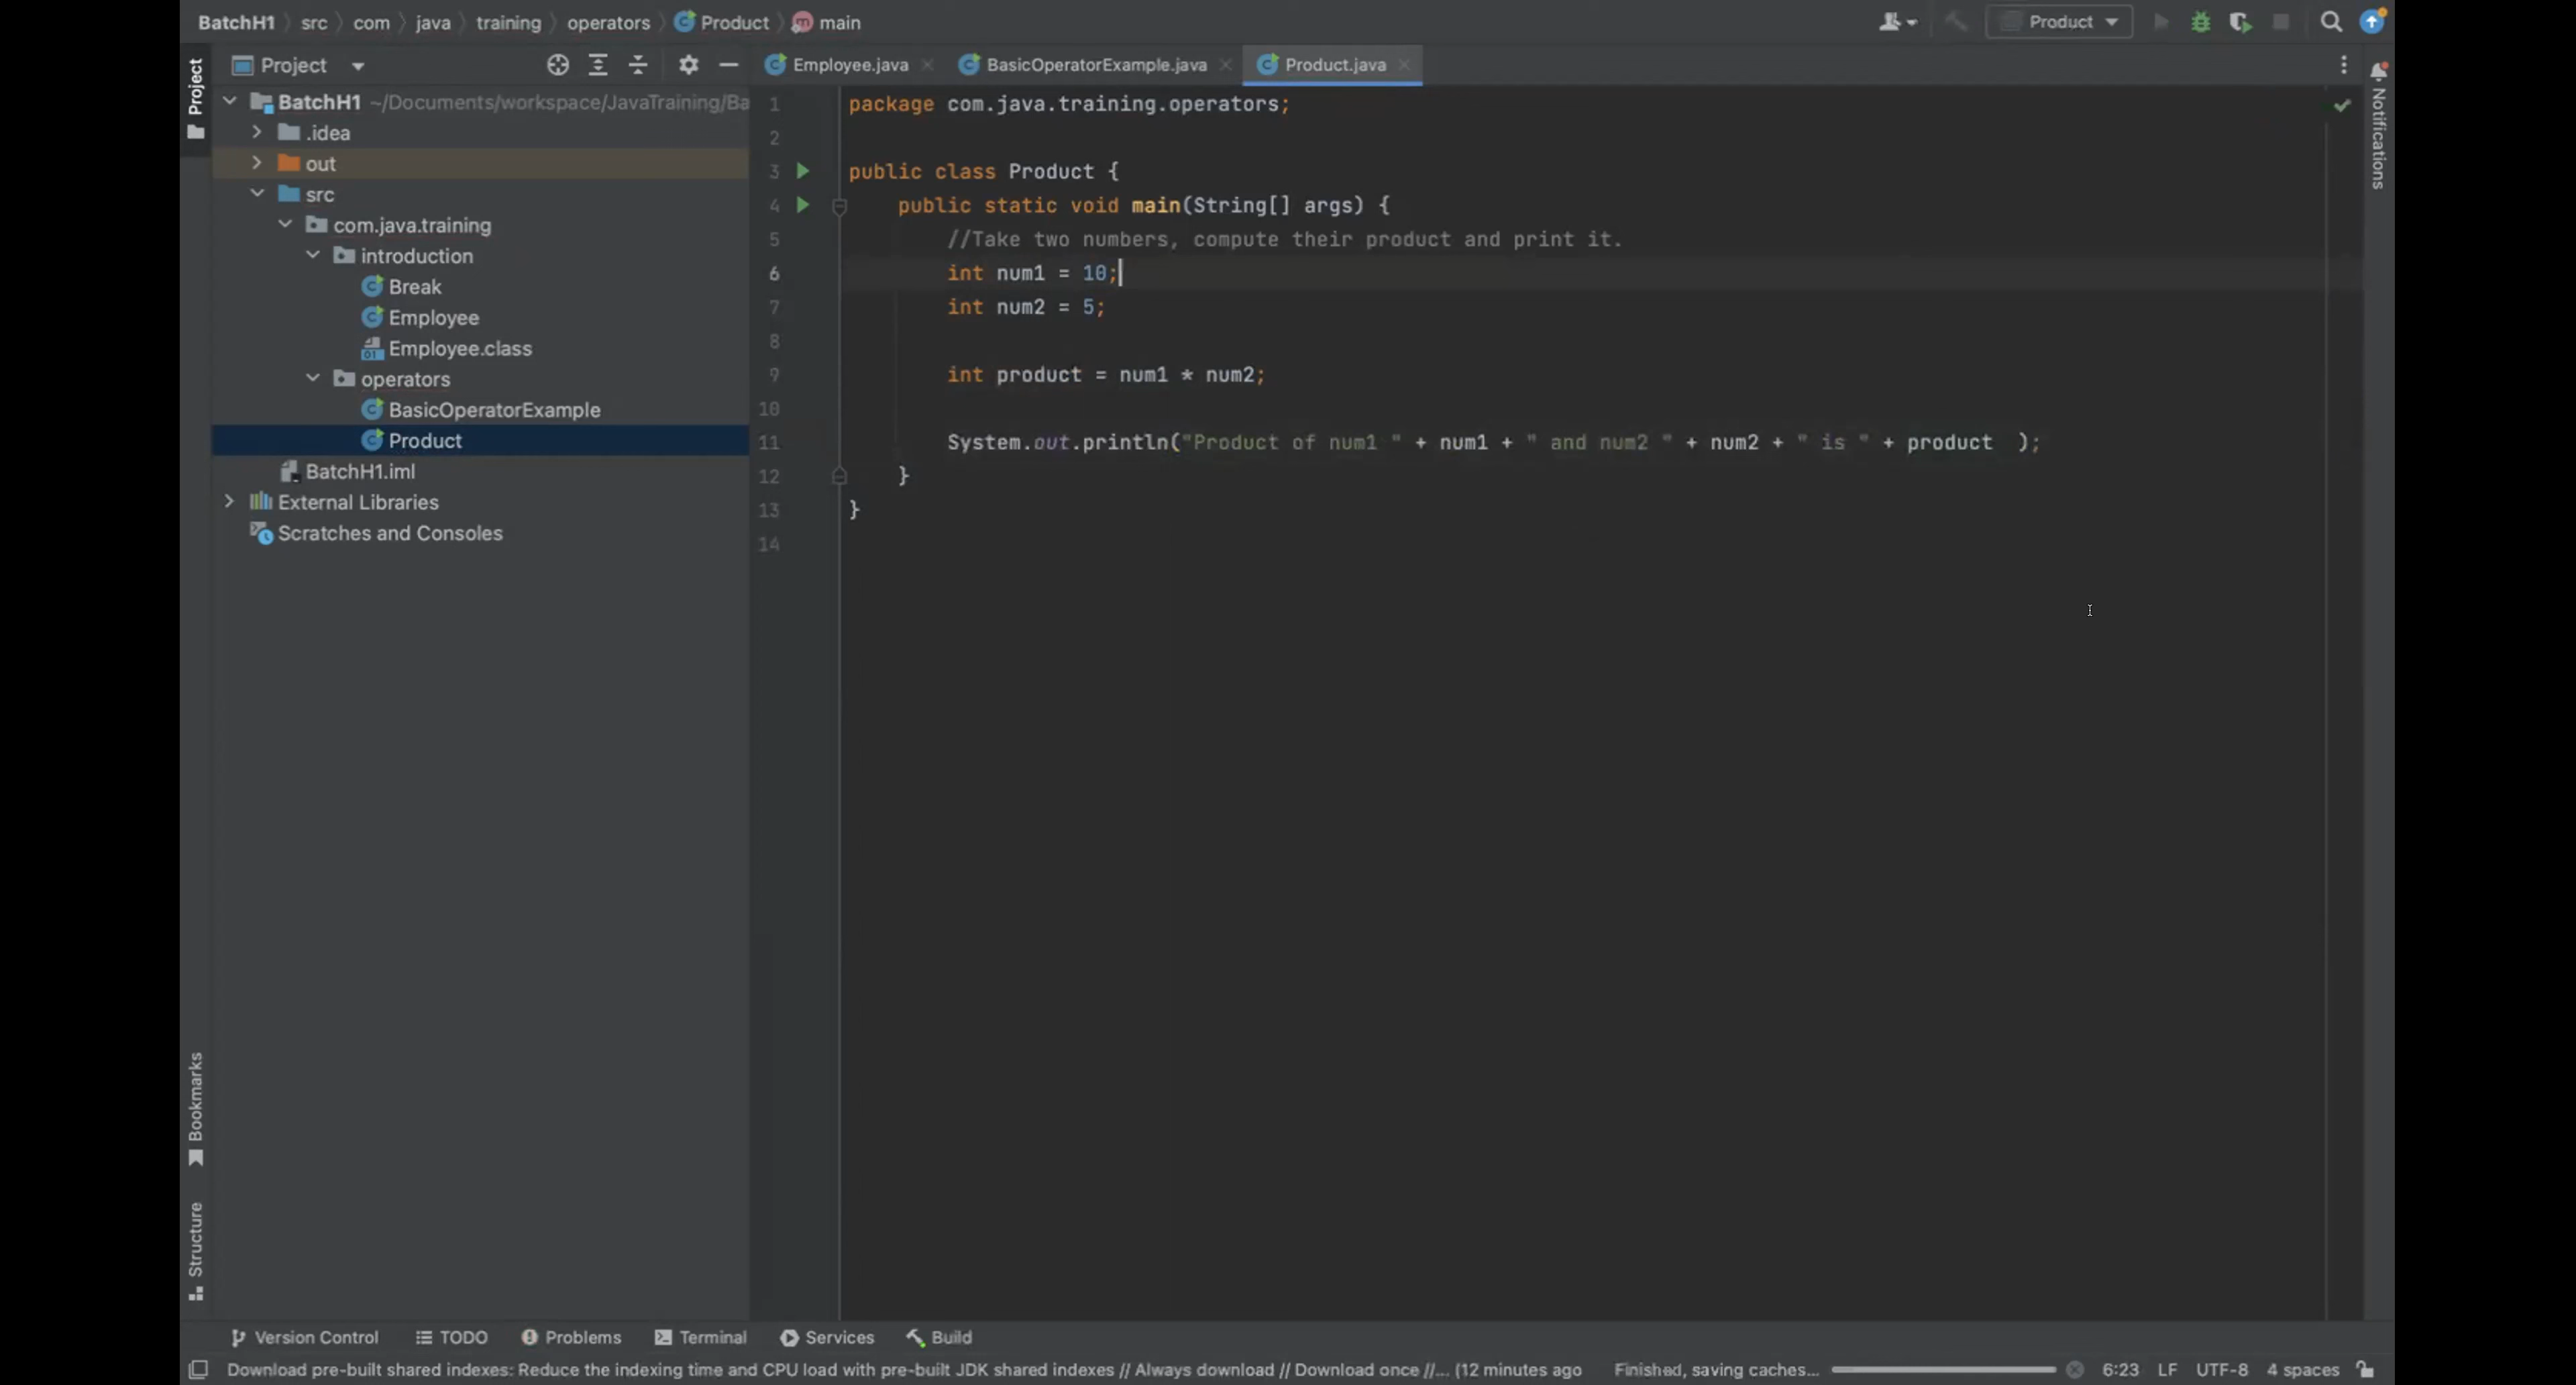 BatchH1 src com java training operators Product main
Product
Project
Employee.java
BasicOperatorExample.java
Product.java
Project
Notifications
BatchH1 ~/Documents/workspace/JavaTraining/Ba
.idea
out
src
com.java.training
introduction
Break
Employee
Employee.class
operators
BasicOperatorExample
Product
BatchH1.iml
External Libraries
Scratches and Consoles
1 package com.java.training.operators;
2
3 public class Product {
4 public static void main(String[] args) {
5 //Take two numbers, compute their product and print it.
6 int num1 = 10;
7 int num2 = 5;
8
9 int product = num1 * num2;
10
11 System.out.println("Product of num1 " + num1 + " and num2 " + num2 + " is " + product  );
12 }
13 }
14
Bookmarks
Structure
Version Control
TODO
Problems
Terminal
Services
Build
Download pre-built shared indexes: Reduce the indexing time and CPU load with pre-built JDK shared indexes // Always download // Download once //... (12 minutes ago
Finished, saving caches...
6:23 LF UTF-8 4 spaces